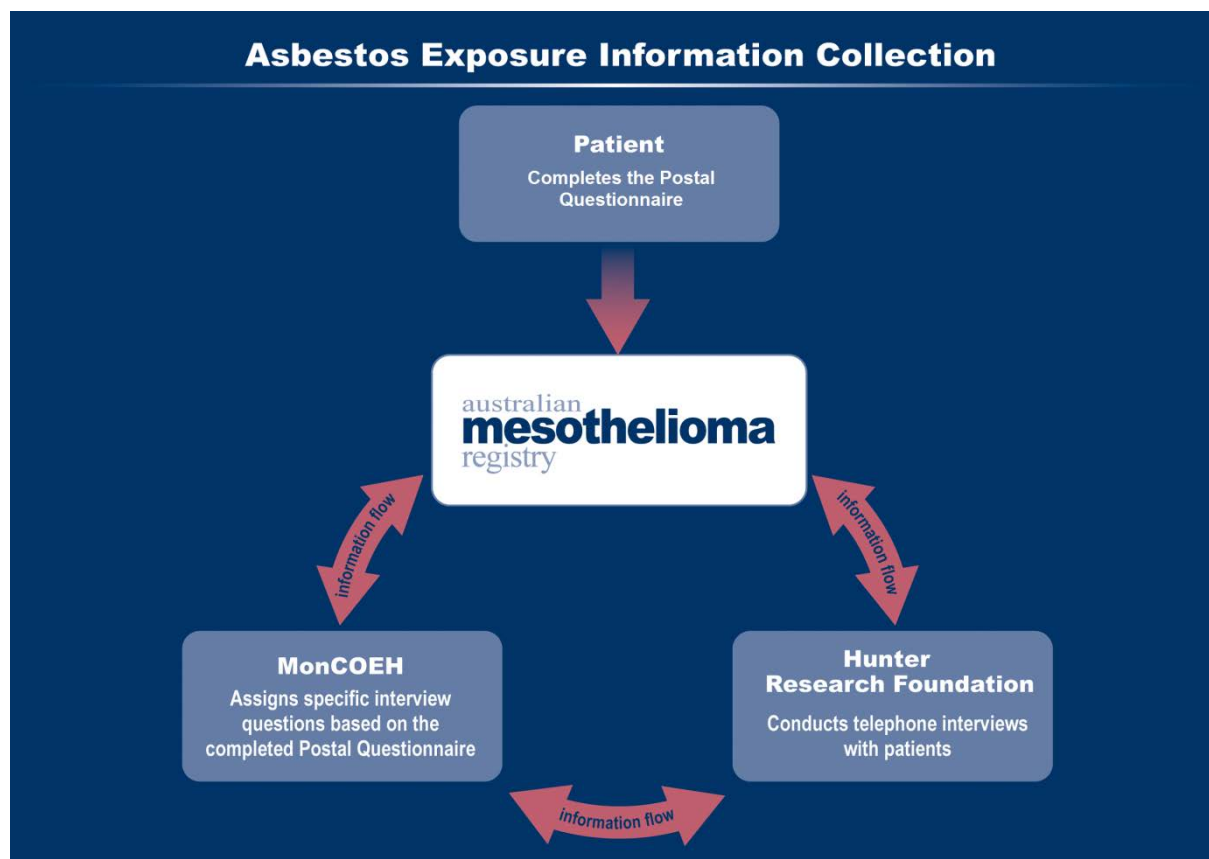 Asbestos Exposure Information Collection
Patient
Completes the Postal
Questionnaire
australian
mesothelioma
registry
information flow
information flow
MonCOEH
Assigns specific interview
questions based on the
completed Postal Questionnaire
Hunter
Research Foundation
Conducts telephone interviews
with patients
information flow